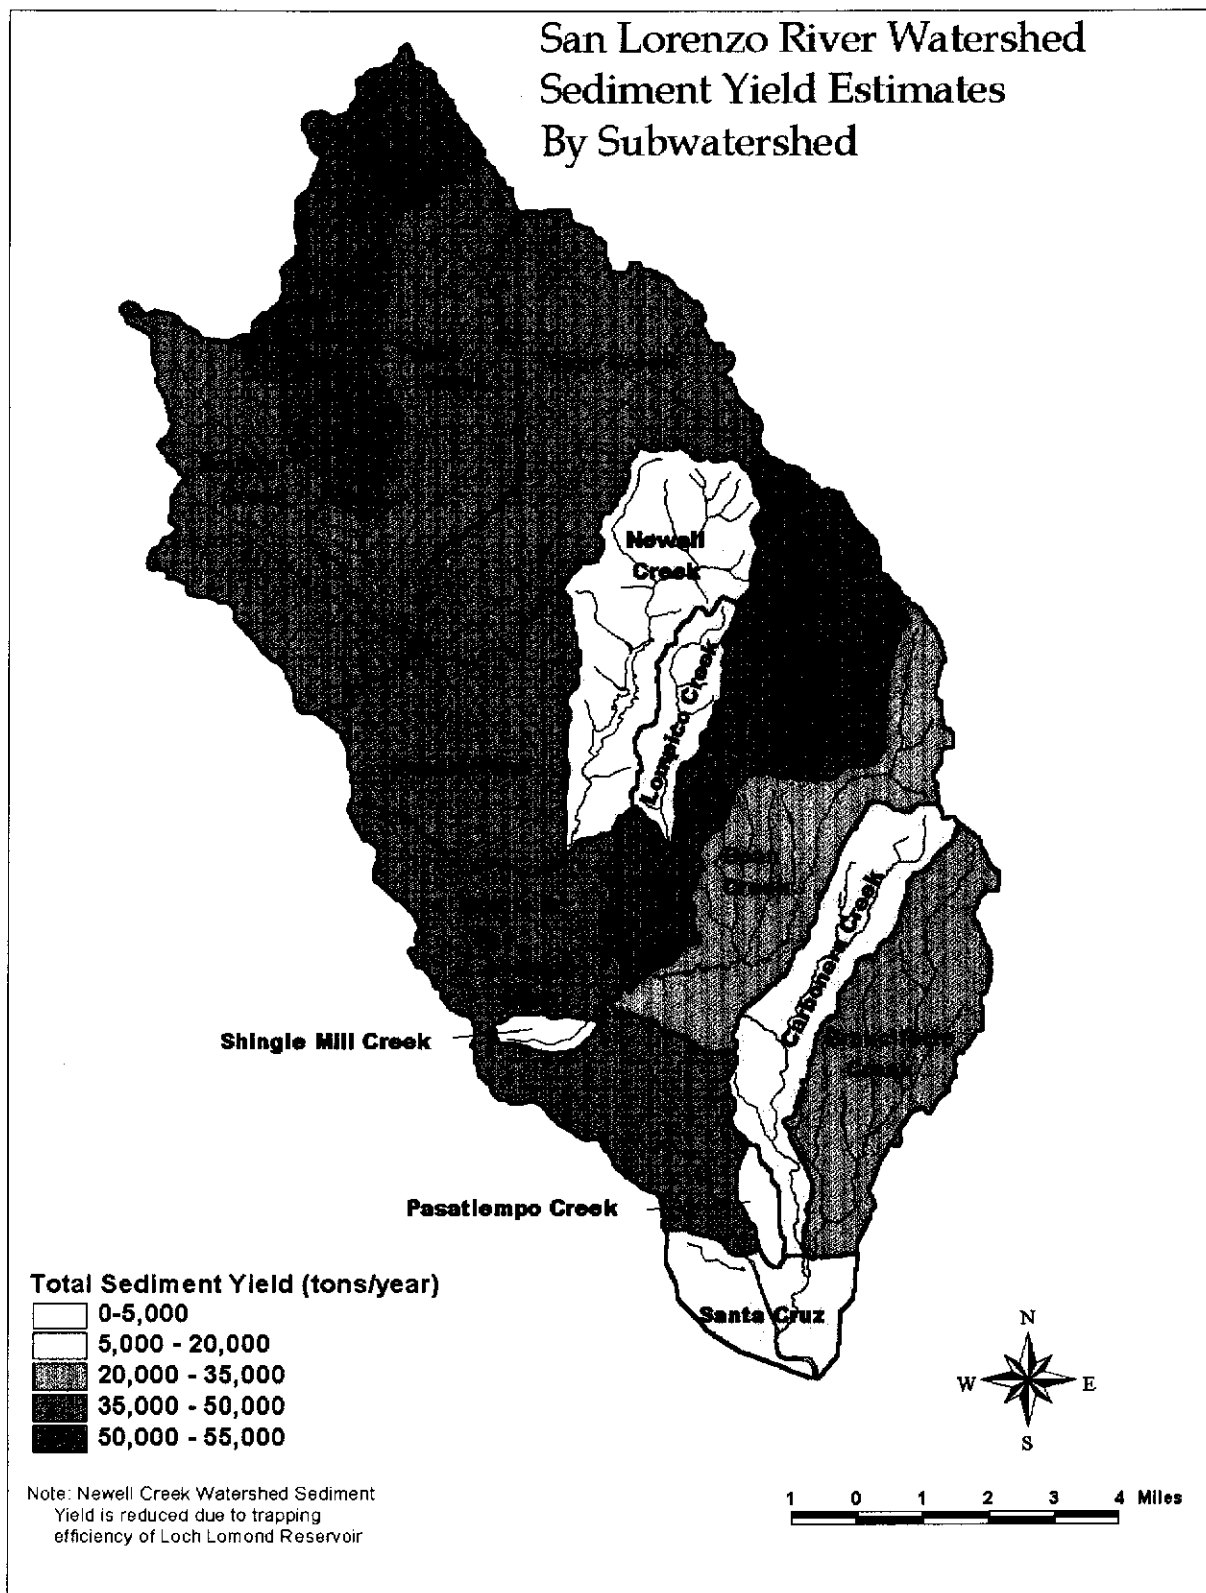 San Lorenzo River Watershed
Sediment Yield Estimates
By Subwatershed
Newell
Creek
Lompico Creek
Carbonera Creek
Shingle Mill Creek
Pasatiempo Creek
Santa Cruz
Total Sediment Yield (tons/year)
0-5,000
5,000 - 20,000
20,000 - 35,000
35,000 - 50,000
50,000 - 55,000
Note: Newell Creek Watershed Sediment
Yield is reduced due to trapping
efficiency of Loch Lomond Reservoir
N
W
E
S
1 0 1 2 3 4 Miles